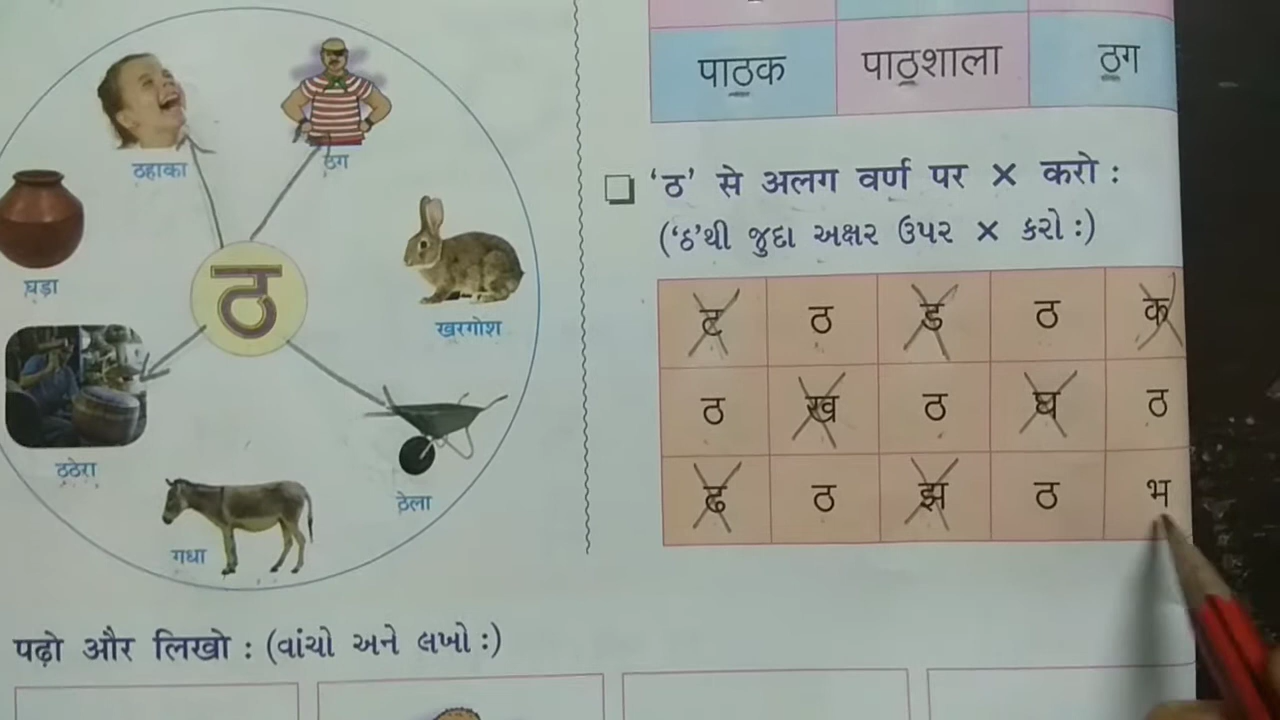 ठहाका
ठग
घड़ा
ठ
खरगोश
ठठेरा
ठेला
गधा
पाठक पाठशाला ठग
'ठ' से अलग वर्ण पर × करो :
('ઠ'થી જુદા અક્ષર ઉપર × કરો :)
ट ठ ड ठ क
ठ ख ठ घ ठ
ढ ठ झ ठ भ
पढ़ो और लिखो : (વાંચો અને લખો :)